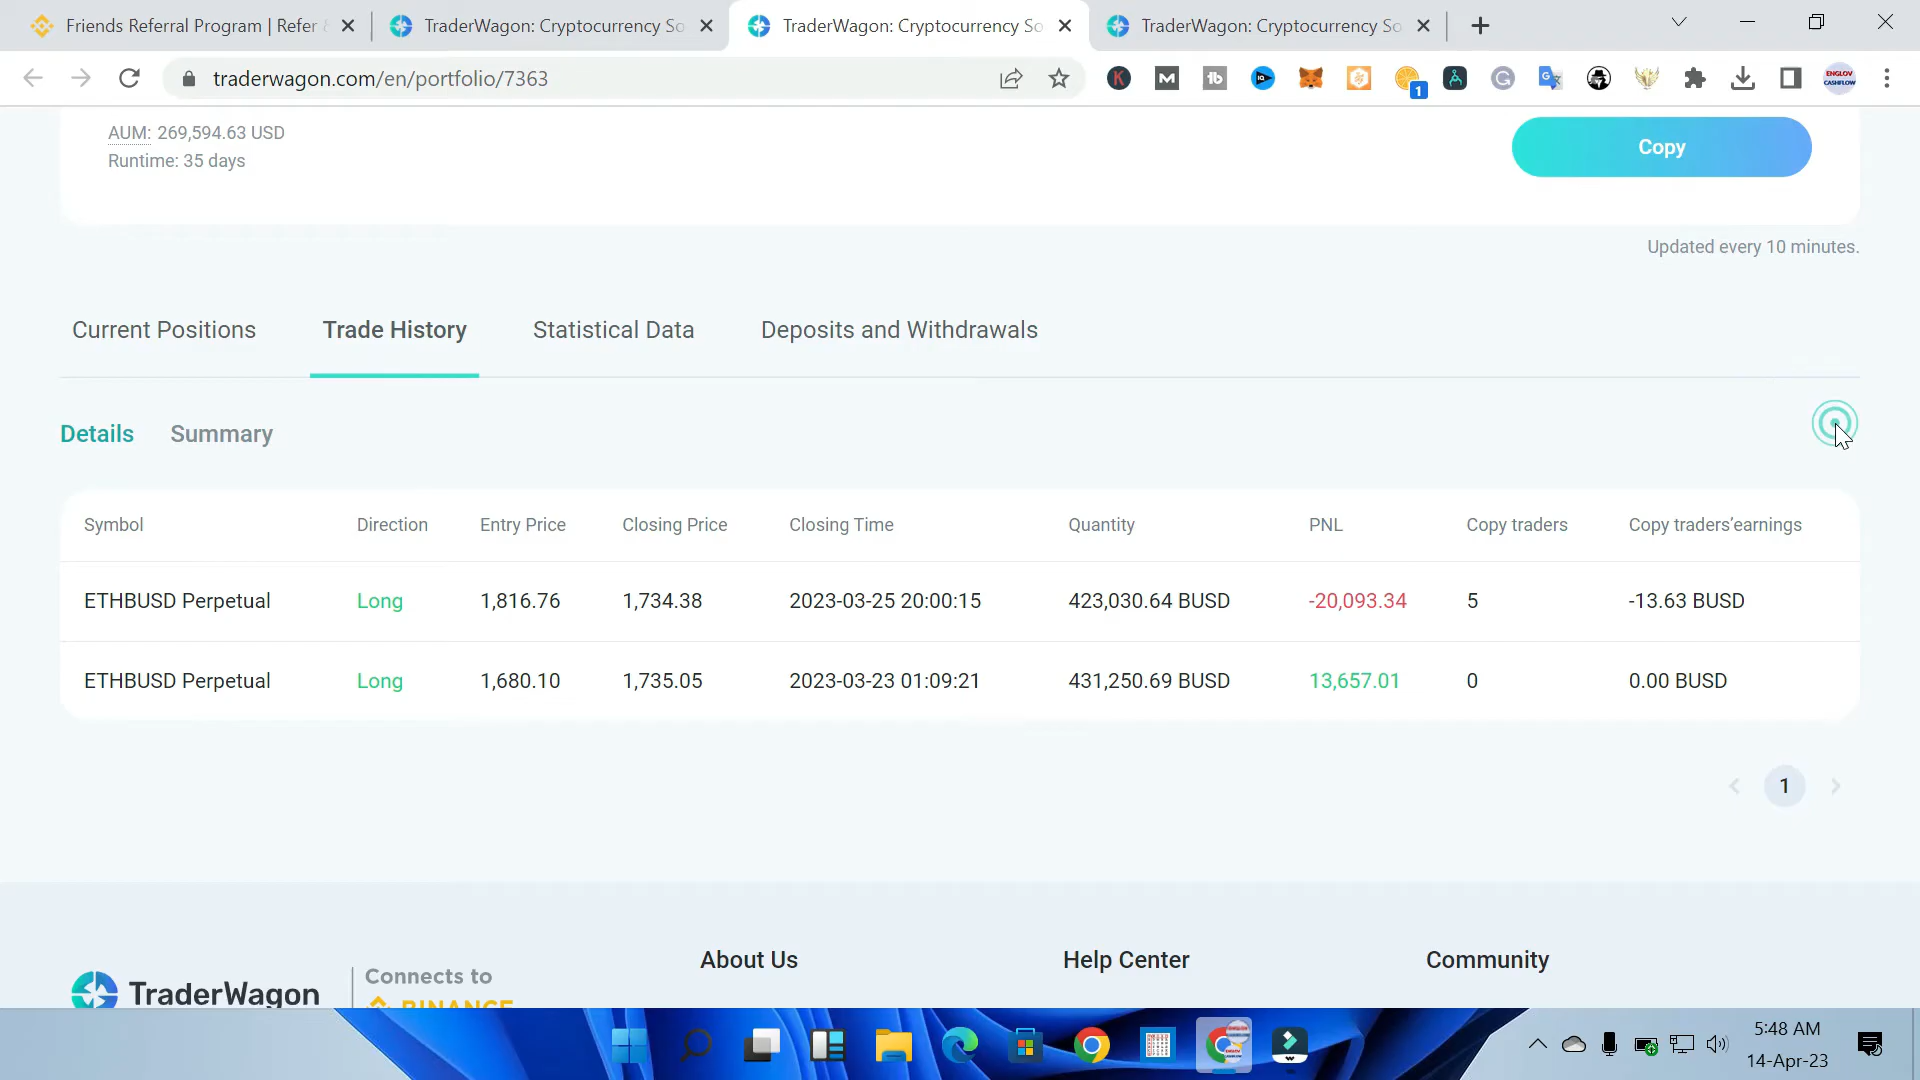 Friends Referral Program | Refer
TraderWagon: Cryptocurrency So
TraderWagon: Cryptocurrency So
TraderWagon: Cryptocurrency So
traderwagon.com/en/portfolio/7363
1
ENGLOV
CASHFLOW
AUM: 269,594.63 USD
Runtime: 35 days
Copy
Updated every 10 minutes.
Current Positions
Trade History
Statistical Data
Deposits and Withdrawals
Details
Summary
Symbol Direction Entry Price Closing Price Closing Time Quantity PNL Copy traders Copy traders'earnings
ETHBUSD Perpetual Long 1,816.76 1,734.38 2023-03-25 20:00:15 423,030.64 BUSD -20,093.34 5 -13.63 BUSD
ETHBUSD Perpetual Long 1,680.10 1,735.05 2023-03-23 01:09:21 431,250.69 BUSD 13,657.01 0 0.00 BUSD
1
About Us
Help Center
Community
TraderWagon
Connects to
BINANCE
5:48 AM
14-Apr-23